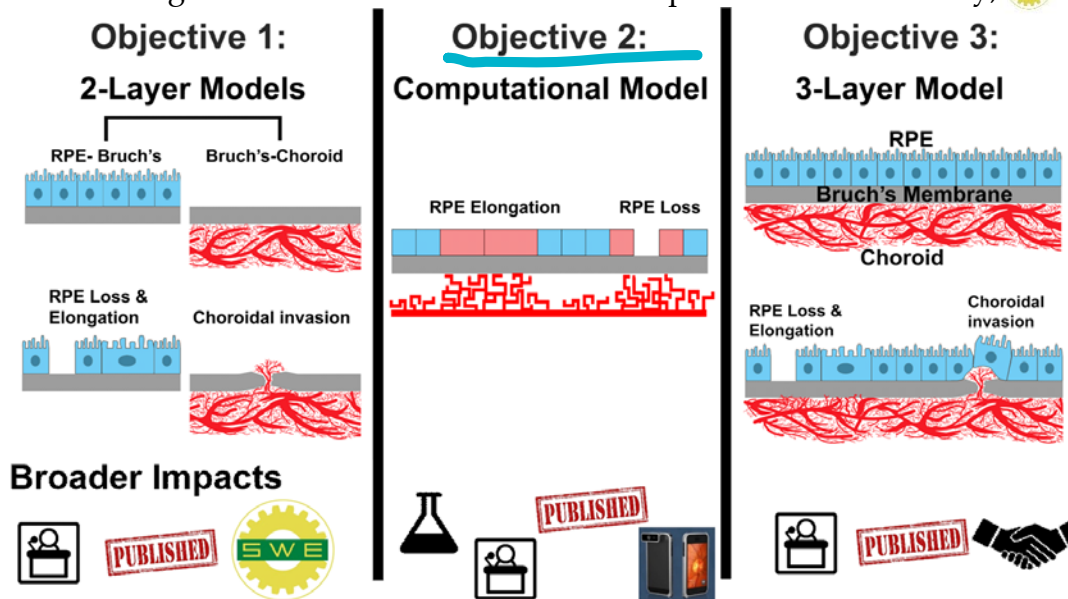 Objective 1:
2-Layer Models
RPE- Bruch's
Bruch's-Choroid
RPE Loss &
Elongation
Choroidal invasion
Broader Impacts
PUBLISHED
SWE
Objective 2:
Computational Model
RPE Elongation
RPE Loss
PUBLISHED
Objective 3:
3-Layer Model
RPE
Bruch's Membrane
Choroid
RPE Loss &
Elongation
Choroidal
invasion
PUBLISHED